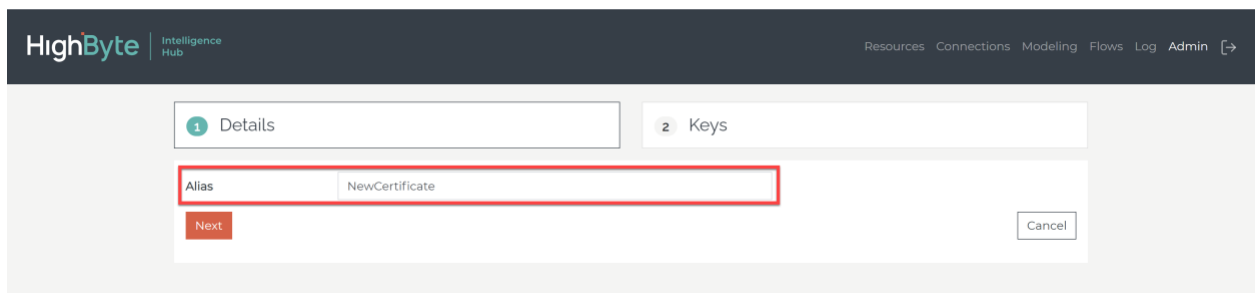 HighByte Intelligence Hub
Resources Connections Modeling Flows Log Admin
1 Details
2 Keys
Alias NewCertificate
Next Cancel